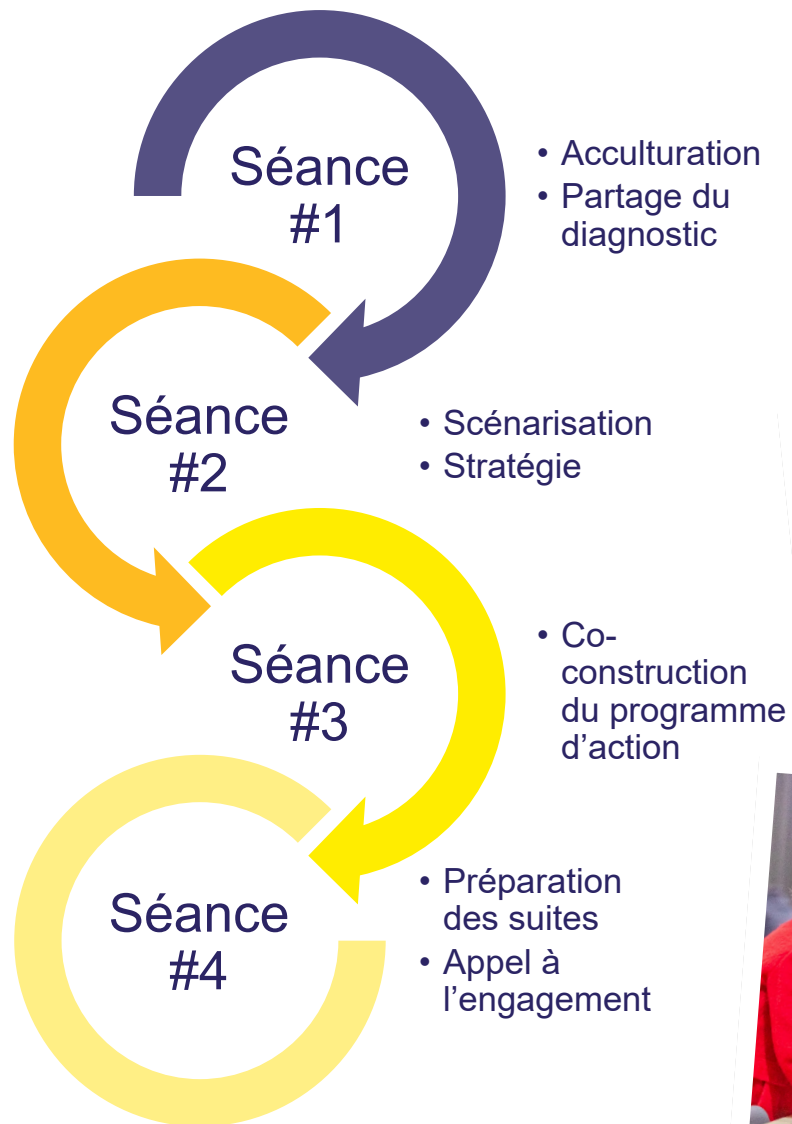 Séance
#1
• Acculturation
• Partage du
diagnostic
Séance
#2
• Scénarisation
• Stratégie
Séance
#3
• Co-
construction
du programme
d’action
Séance
#4
• Préparation
des suites
• Appel à
l’engagement